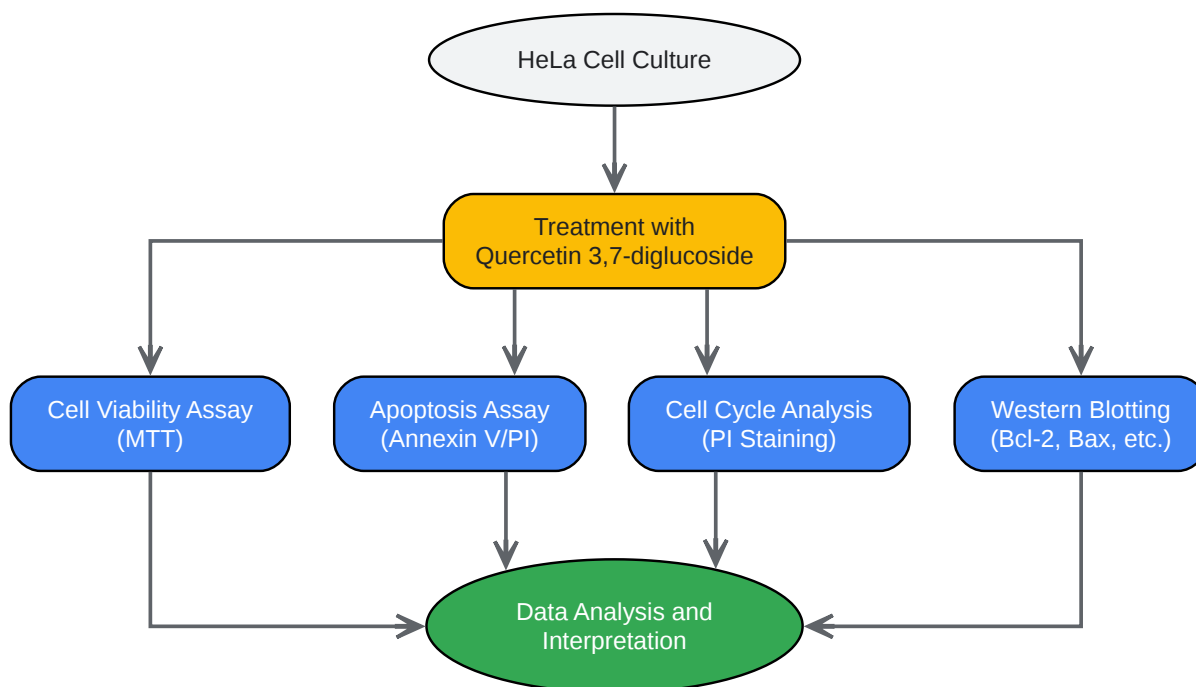 HeLa Cell Culture
Treatment with
Quercetin 3,7-diglucoside
Cell Viability Assay
(MTT)
Apoptosis Assay
(Annexin V/PI)
Cell Cycle Analysis
(PI Staining)
Western Blotting
(Bcl-2, Bax, etc.)
Data Analysis and
Interpretation